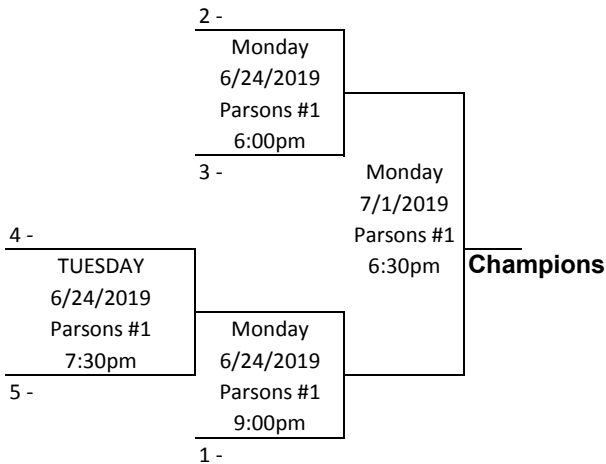 2 -
Monday
6/24/2019
Parsons #1
6:00pm
3 -
Monday
7/1/2019
Parsons #1
6:30pm
Champions
4 -
TUESDAY
6/24/2019
Parsons #1
7:30pm
5 -
Monday
6/24/2019
Parsons #1
9:00pm
1 -